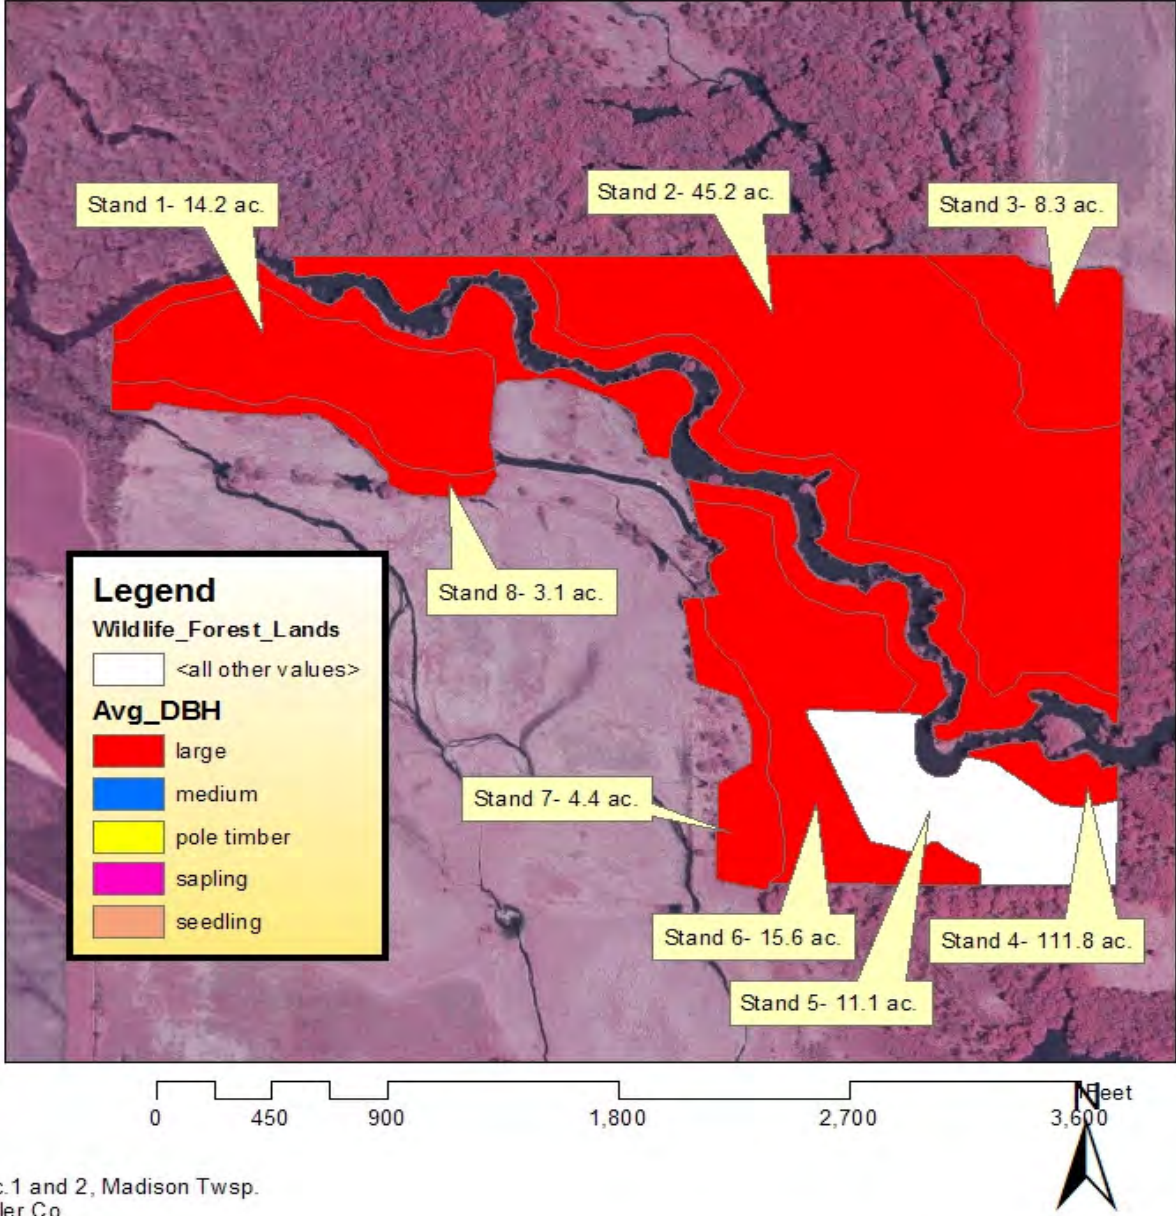 Stand 1- 14.2 ac.
Stand 2- 45.2 ac.
Stand 3- 8.3 ac.
Stand 8- 3.1 ac.
Legend
Wildlife_Forest_Lands
<all other values>
Avg_DBH
large
medium
pole timber
sapling
seedling
Stand 7- 4.4 ac.
Stand 6- 15.6 ac.
Stand 4- 111.8 ac.
Stand 5- 11.1 ac.
N
Feet
0 450 900 1,800 2,700 3,600
c.1 and 2, Madison Twsp.
ler Co